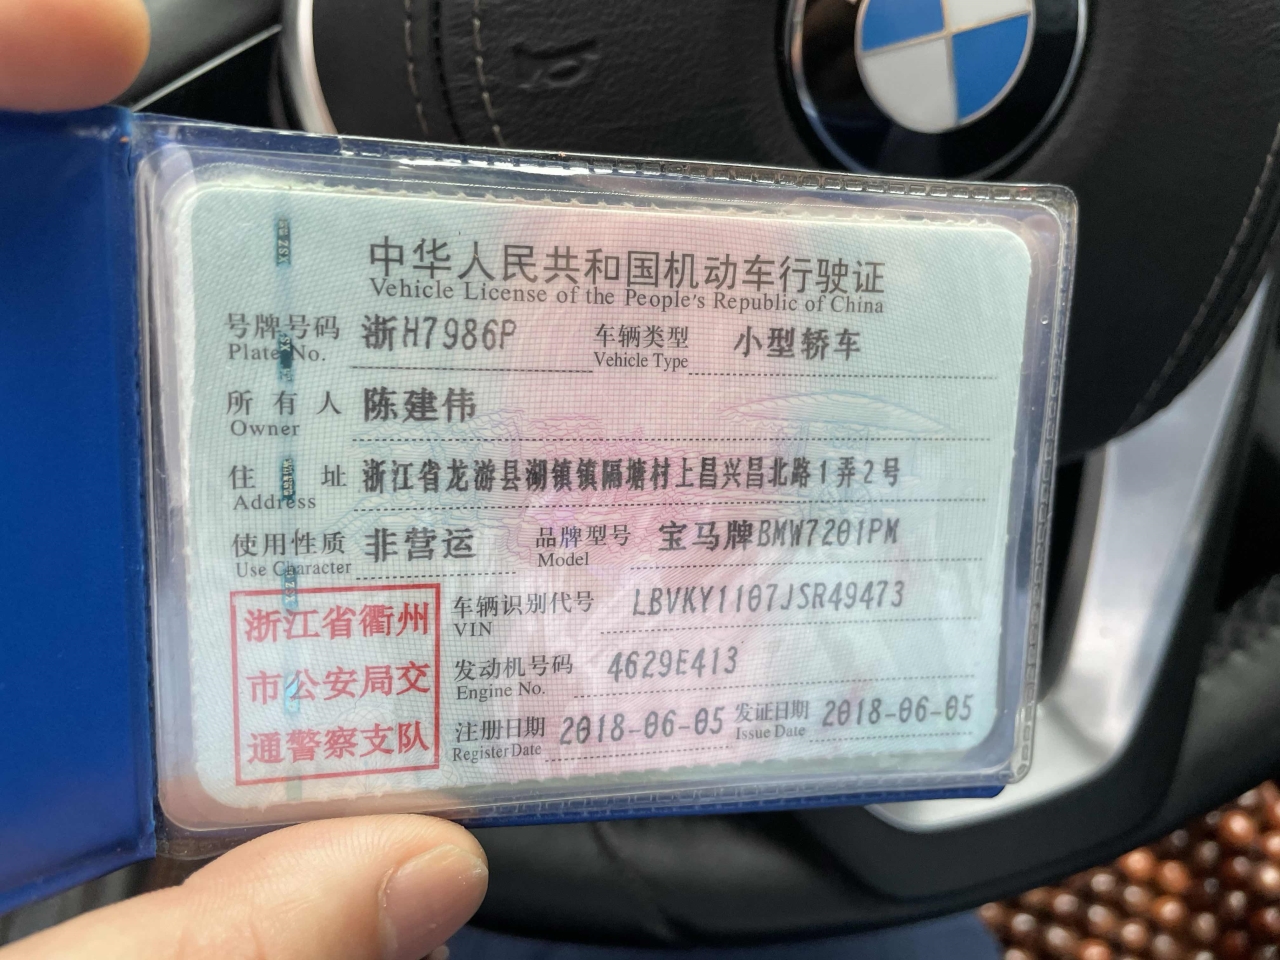 中华人民共和国机动车行驶证
Vehicle License of the People's Republic of China
号牌号码 浙H7986P 车辆类型 小型轿车
Plate No. Vehicle Type
所有人 陈建伟
Owner
住址 浙江省龙游县湖镇镇隔塘村上昌兴昌北路1弄2号
Address
使用性质 非营运 品牌型号 宝马牌BMW7201PM
Use Character Model
浙江省衢州
市公安局交
通警察支队
车辆识别代号 LBVKY1107JSR49473
VIN
发动机号码 4629E413
Engine No.
注册日期 2018-06-05 发证日期 2018-06-05
Register Date Issue Date